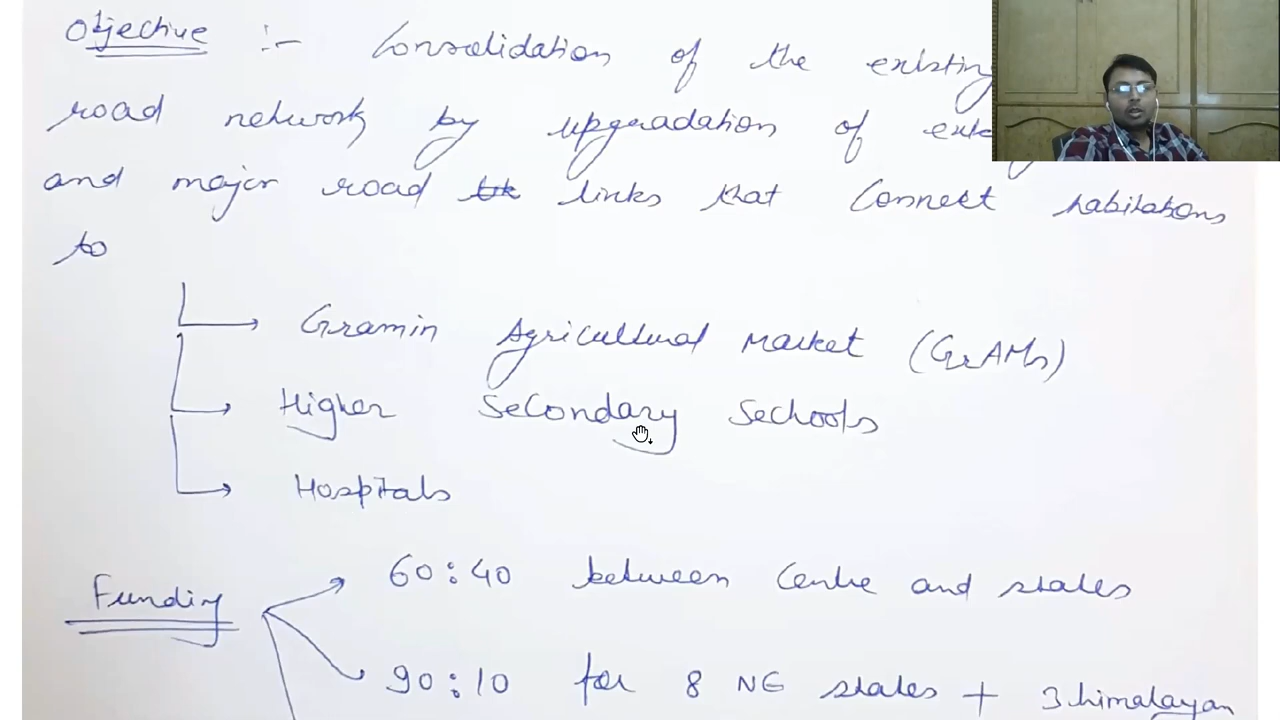 Objective :- Consolidation of the existing
road network by upgradation of
and major road links that Connect habitations
to
Gramin Agricultural Market (GrAMs)
Higher Secondary Sechools
Hospitals
Funding
60:40 between Centre and states
90:10 for 8 NE states + 3 himalayan